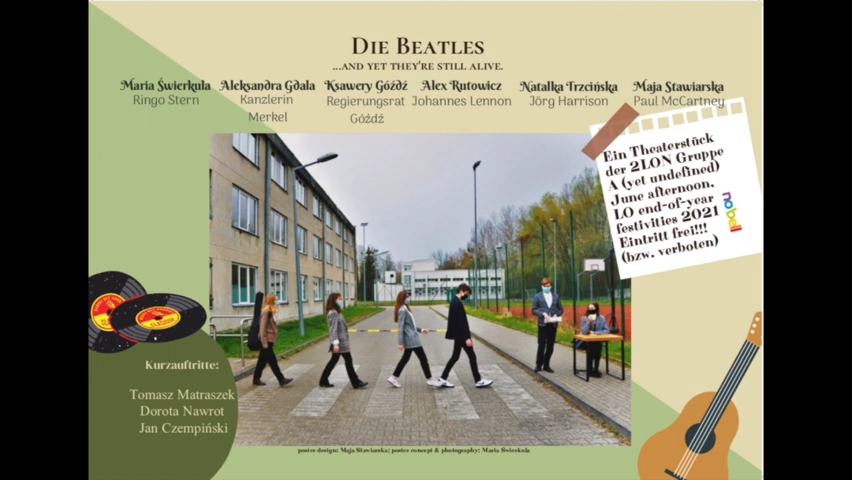 Die Beatles
...and yet they're still alive.
Maria Świerkula Aleksandra Gdala Ksawery Góźdź Alex Rutowicz Natalka Trzcińska Maja Stawiarska
Ringo Stern Kanzlerin Merkel Regierungsrat Góźdź Johannes Lennon Jörg Harrison Paul McCartney
Ein Theaterstück
der 2LON Gruppe
A (yet undefined)
June afternoon,
LO end-of-year
festivities 2021
Eintritt frei!!!
(bzw. verboten)
nobell
Kurzauftritte:
Tomasz Matraszek
Dorota Nawrot
Jan Czempiński
poster design: Maja Stawiarska; poster concept & photography: Maria Świerkula